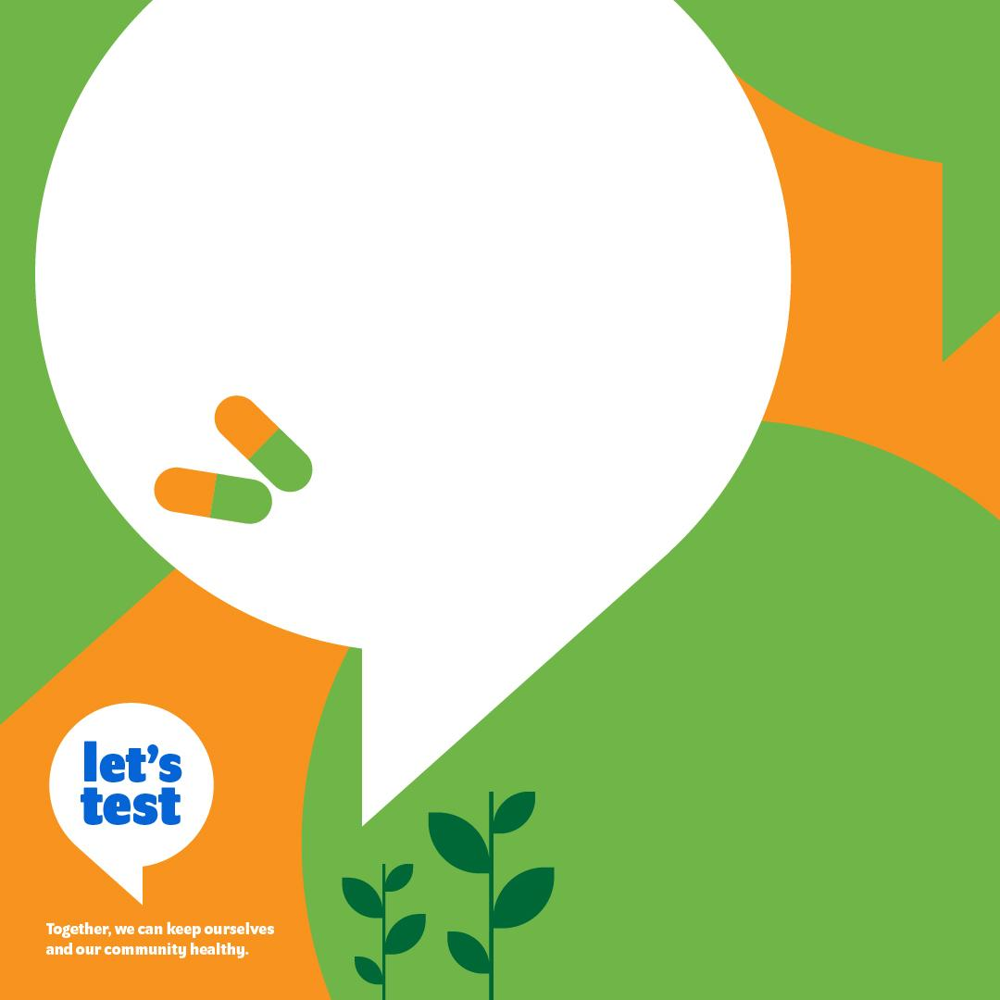 let's
test
Together, we can keep ourselves
and our community healthy.